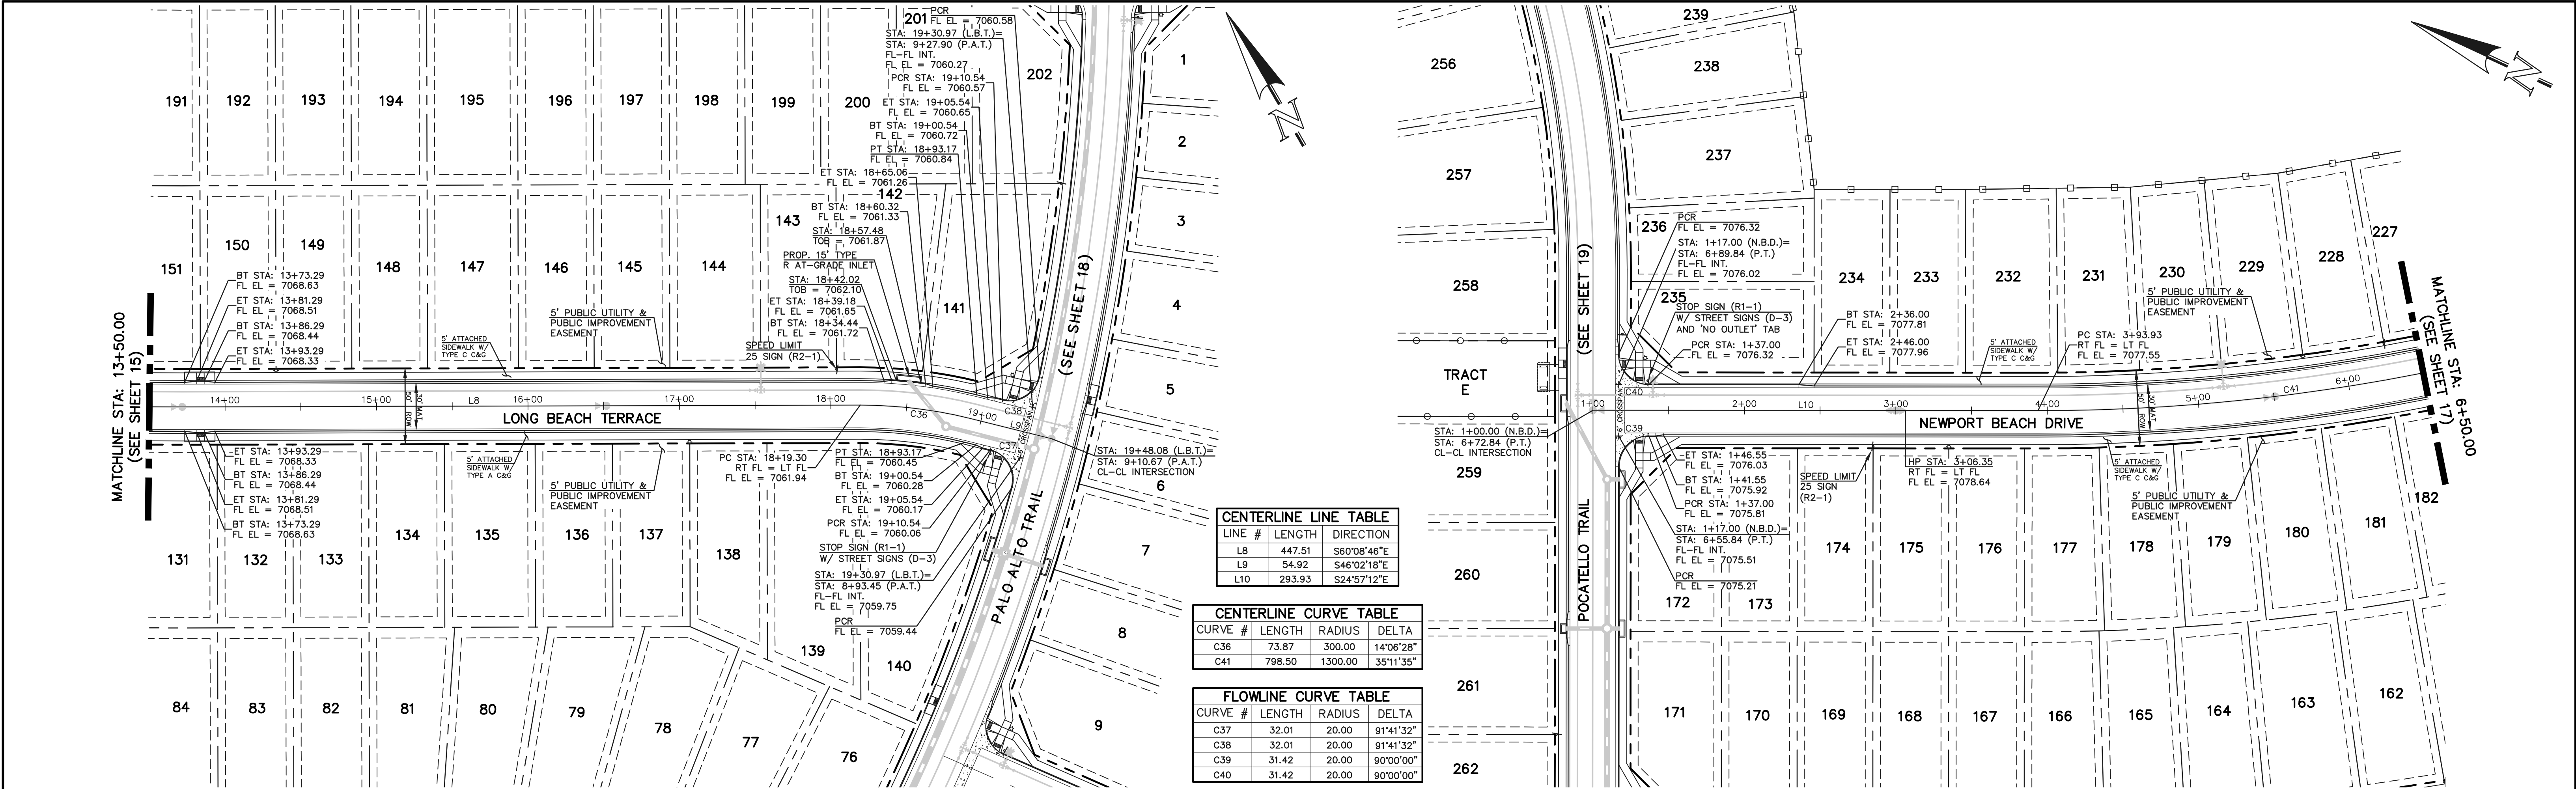 201
PCR
FL EL = 7060.58
STA: 19+30.97 (L.B.T.)=
STA: 9+27.90 (P.A.T.)
FL-FL INT.
FL EL = 7060.27
PCR STA: 19+10.54
FL EL = 7060.57
ET STA: 19+05.54
FL EL = 7060.65
BT STA: 19+00.54
FL EL = 7060.72
PT STA: 18+93.17
FL EL = 7060.84
ET STA: 18+65.06
FL EL = 7061.26
BT STA: 18+60.32
FL EL = 7061.33
STA: 18+57.48
TOB = 7061.87
PROP. 15' TYPE
R AT-GRADE INLET
STA: 18+42.02
TOB = 7062.10
ET STA: 18+39.18
FL EL = 7061.65
BT STA: 18+34.44
FL EL = 7061.72
SPEED LIMIT
25 SIGN (R2-1)
191
192
193
194
195
196
197
198
199
200
202
151
150
149
148
147
146
145
144
143
142
141
BT STA: 13+73.29
FL EL = 7068.63
ET STA: 13+81.29
FL EL = 7068.51
BT STA: 13+86.29
FL EL = 7068.44
ET STA: 13+93.29
FL EL = 7068.33
5' ATTACHED
SIDEWALK W/
TYPE C C&G
5' PUBLIC UTILITY &
PUBLIC IMPROVEMENT
EASEMENT
MATCHLINE STA: 13+50.00
(SEE SHEET 15)
14+00
15+00
L8
16+00
17+00
18+00
C36
19+00
L9
C38
C37
50' ROW
30' MAT.
LONG BEACH TERRACE
6' CROSSPAN
ET STA: 13+93.29
FL EL = 7068.33
BT STA: 13+86.29
FL EL = 7068.44
ET STA: 13+81.29
FL EL = 7068.51
BT STA: 13+73.29
FL EL = 7068.63
5' ATTACHED
SIDEWALK W/
TYPE A C&G
5' PUBLIC UTILITY &
PUBLIC IMPROVEMENT
EASEMENT
PC STA: 18+19.30
RT FL = LT FL
FL EL = 7061.94
PT STA: 18+93.17
FL EL = 7060.45
BT STA: 19+00.54
FL EL = 7060.28
ET STA: 19+05.54
FL EL = 7060.17
PCR STA: 19+10.54
FL EL = 7060.06
STOP SIGN (R1-1)
W/ STREET SIGNS (D-3)
STA: 19+30.97 (L.B.T.)=
STA: 8+93.45 (P.A.T.)
FL-FL INT.
FL EL = 7059.75
PCR
FL EL = 7059.44
STA: 19+48.08 (L.B.T.)=
STA: 9+10.67 (P.A.T.)
CL-CL INTERSECTION
131
132
133
134
135
136
137
138
139
140
84
83
82
81
80
79
78
77
76
(SEE SHEET 18)
PALO ALTO TRAIL
1
2
3
4
5
6
7
8
9
N
CENTERLINE LINE TABLE
LINE # LENGTH DIRECTION
L8 447.51 S60°08'46"E
L9 54.92 S46°02'18"E
L10 293.93 S24°57'12"E
CENTERLINE CURVE TABLE
CURVE # LENGTH RADIUS DELTA
C36 73.87 300.00 14°06'28"
C41 798.50 1300.00 35°11'35"
FLOWLINE CURVE TABLE
CURVE # LENGTH RADIUS DELTA
C37 32.01 20.00 91°41'32"
C38 32.01 20.00 91°41'32"
C39 31.42 20.00 90°00'00"
C40 31.42 20.00 90°00'00"
256
257
258
TRACT
E
259
260
261
262
(SEE SHEET 19)
POCATELLO TRAIL
STA: 1+00.00 (N.B.D.)=
STA: 6+72.84 (P.T.)
CL-CL INTERSECTION
239
238
237
236
235
234
233
232
231
230
229
228
227
PCR
FL EL = 7076.32
STA: 1+17.00 (N.B.D.)=
STA: 6+89.84 (P.T.)
FL-FL INT.
FL EL = 7076.02
STOP SIGN (R1-1)
W/ STREET SIGNS (D-3)
AND 'NO OUTLET' TAB
PCR STA: 1+37.00
FL EL = 7076.32
BT STA: 2+36.00
FL EL = 7077.81
ET STA: 2+46.00
FL EL = 7077.96
5' ATTACHED
SIDEWALK W/
TYPE C C&G
PC STA: 3+93.93
RT FL = LT FL
FL EL = 7077.55
5' PUBLIC UTILITY &
PUBLIC IMPROVEMENT
EASEMENT
C40
C39
6' CROSSPAN
1+00
2+00
L10
3+00
4+00
5+00
C41
6+00
30' MAT.
50' ROW
NEWPORT BEACH DRIVE
MATCHLINE STA: 6+50.00
(SEE SHEET 17)
N
ET STA: 1+46.55
FL EL = 7076.03
BT STA: 1+41.55
FL EL = 7075.92
PCR STA: 1+37.00
FL EL = 7075.81
STA: 1+17.00 (N.B.D.)=
STA: 6+55.84 (P.T.)
FL-FL INT.
FL EL = 7075.51
PCR
FL EL = 7075.21
SPEED LIMIT
25 SIGN
(R2-1)
HP STA: 3+06.35
RT FL = LT FL
FL EL = 7078.64
5' ATTACHED
SIDEWALK W/
TYPE C C&G
5' PUBLIC UTILITY &
PUBLIC IMPROVEMENT
EASEMENT
172
173
174
175
176
177
178
179
180
181
182
171
170
169
168
167
166
165
164
163
162